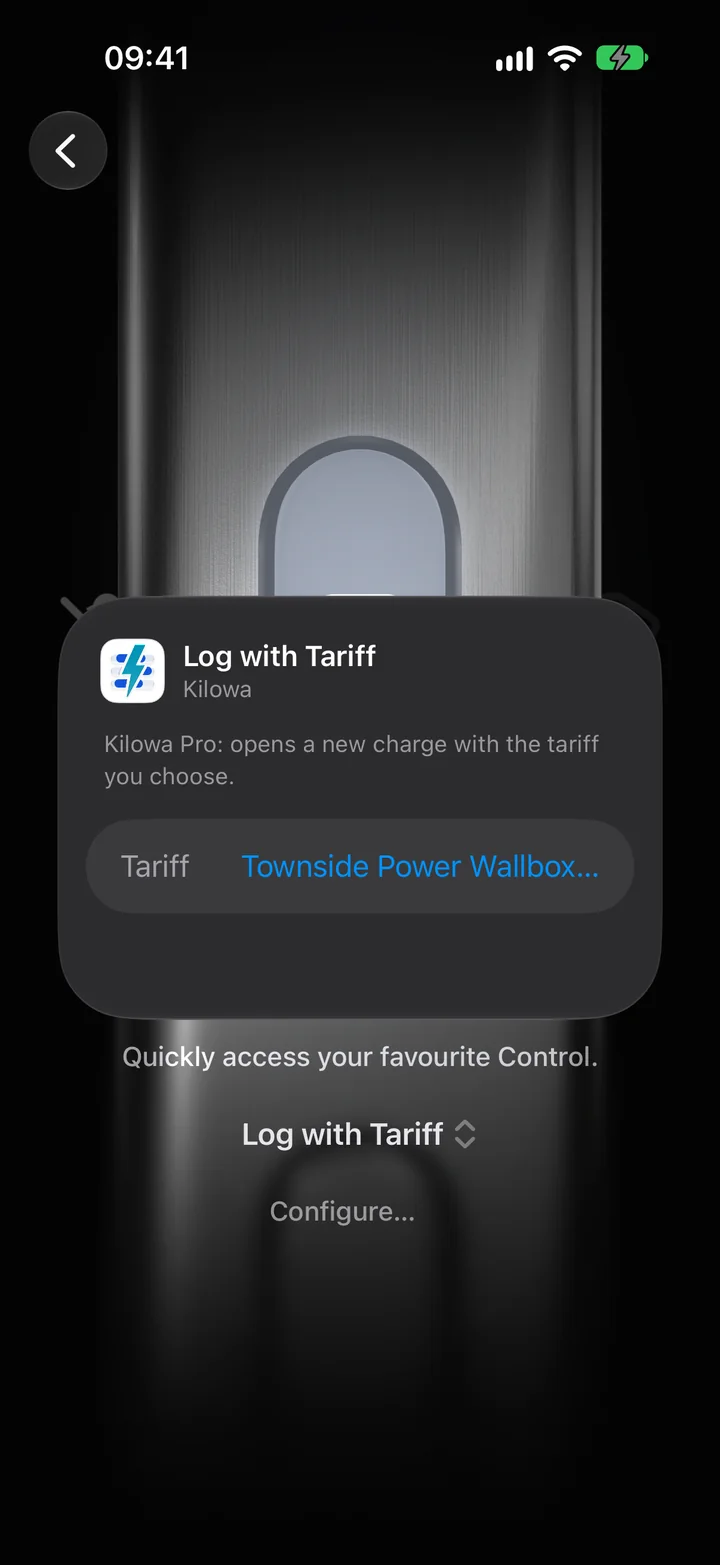 09:41
Log with Tariff
Kilowa
Kilowa Pro: opens a new charge with the tariff
you choose.
Tariff Townside Power Wallbox...
Quickly access your favourite Control.
Log with Tariff
Configure...